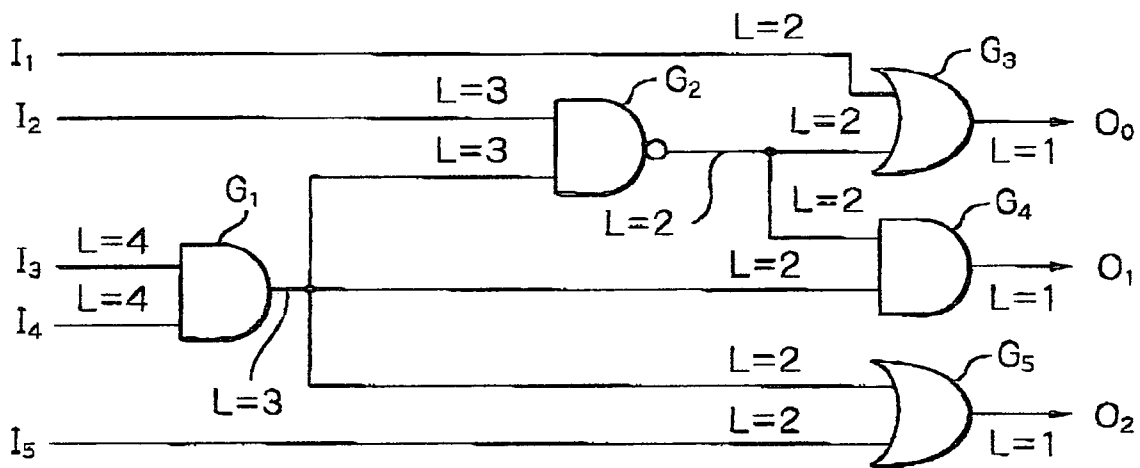 L=2
I₁
G₃
L=3
G₂
I₂
L=2
O₀
L=3
L=1
G₁
L=2
L=2
G₄
L=4
I₃
L=2
O₁
L=4
L=1
I₄
L=3
L=2
G₅
L=2
O₂
I₅
L=1